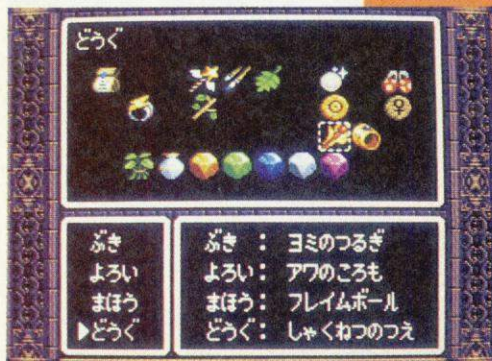 どうぐ
ぶき
よろい
まほう
▶どうぐ
ぶき： ヨミのつるぎ
よろい： アワのころも
まほう： フレイムボール
どうぐ： しゃくねつのつえ